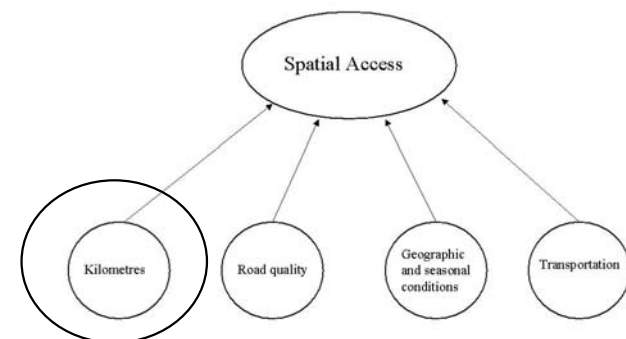 Spatial Access
Kilometres
Road quality
Geographic
and seasonal
conditions
Transportation